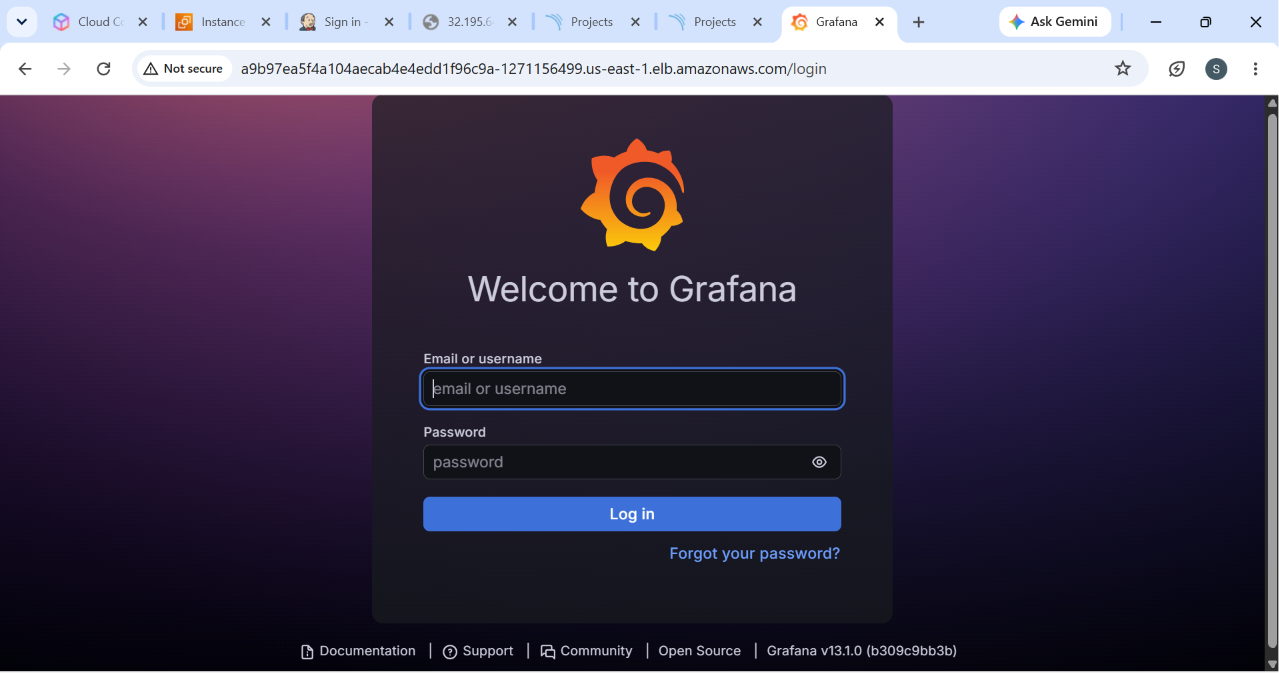 Cloud C
Instance
Sign in -
32.195.6
Projects
Projects
Grafana
Ask Gemini
Not secure
a9b97ea5f4a104aecab4e4edd1f96c9a-1271156499.us-east-1.elb.amazonaws.com/login
S
Welcome to Grafana
Email or username
email or username
Password
password
Log in
Forgot your password?
Documentation | Support | Community | Open Source | Grafana v13.1.0 (b309c9bb3b)